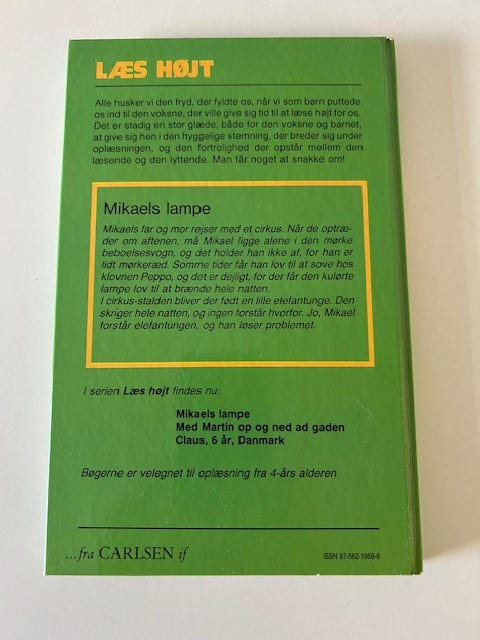 LÆS HØJT
Alle husker vi den fryd, der fyldte os, når vi som børn puttede
os ind til den voksne, der ville give sig tid til at læse højt for os.
Det er stadig en stor glæde, både for den voksne og barnet,
at give sig hen i den hyggelige stemning, der breder sig under
oplæsningen, og den fortrolighed der opstår mellem den
læsende og den lyttende. Man får noget at snakke om!
Mikaels lampe
Mikaels far og mor rejser med et cirkus. Når de optræ-
der om aftenen, må Mikael ligge alene i den mørke
beboelsesvogn, og det holder han ikke af, for han er
lidt mørkeræd. Somme tider får han lov til at sove hos
klovnen Peppo, og det er dejligt, for der får den kulørte
lampe lov til at brænde hele natten.
I cirkus-stalden bliver der født en lille elefantunge. Den
skriger hele natten, og ingen forstår hvorfor. Jo, Mikael
forstår elefantungen, og han løser problemet.
I serien Læs højt findes nu:
Mikaels lampe
Med Martin op og ned ad gaden
Claus, 6 år, Danmark
Bøgerne er velegnet til oplæsning fra 4-års alderen
...fra CARLSEN if
ISBN 87-562-1959-8